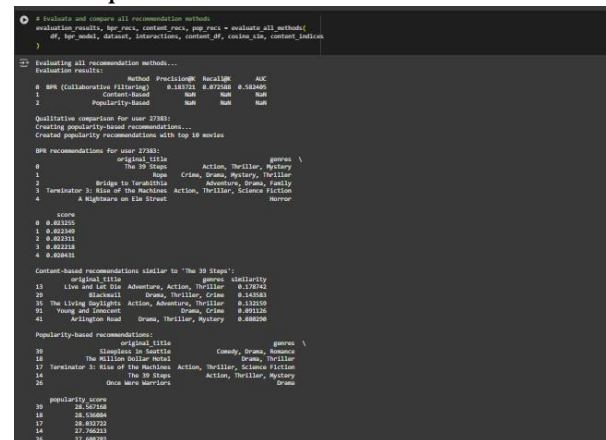 # Evaluate and compare all recommendation methods
evaluation_results, bpr_recs, content_recs, pop_recs = evaluate_all_methods(
df, bpr_model, dataset, interactions, content_df, cosine_sim, content_indices
)
Evaluating all recommendation methods...
Evaluation results:
Method Precision@K Recall@K AUC
0 BPR (Collaborative Filtering) 0.183721 0.072588 0.582405
1 Content-Based NaN NaN NaN
2 Popularity-Based NaN NaN NaN
Qualitative comparison for user 27383:
Creating popularity-based recommendations...
Created popularity recommendations with top 10 movies
BPR recommendations for user 27383:
original_title genres \
0 The 39 Steps Action, Thriller, Mystery
1 Rope Crime, Drama, Mystery, Thriller
2 Bridge to Terabithia Adventure, Drama, Family
3 Terminator 3: Rise of the Machines Action, Thriller, Science Fiction
4 A Nightmare on Elm Street Horror
score
0 0.023255
1 0.022349
2 0.022311
3 0.022218
4 0.020431
Content-based recommendations similar to 'The 39 Steps':
original_title genres similarity
13 Live and Let Die Adventure, Action, Thriller 0.178742
29 Blackmail Drama, Thriller, Crime 0.143583
35 The Living Daylights Action, Adventure, Thriller 0.132159
91 Young and Innocent Drama, Crime 0.091126
41 Arlington Road Drama, Thriller, Mystery 0.080290
Popularity-based recommendations:
original_title genres \
39 Sleepless in Seattle Comedy, Drama, Romance
18 The Million Dollar Hotel Drama, Thriller
17 Terminator 3: Rise of the Machines Action, Thriller, Science Fiction
14 The 39 Steps Action, Thriller, Mystery
26 Once Were Warriors Drama
popularity_score
39 28.567168
18 28.536084
17 28.032722
14 27.766213